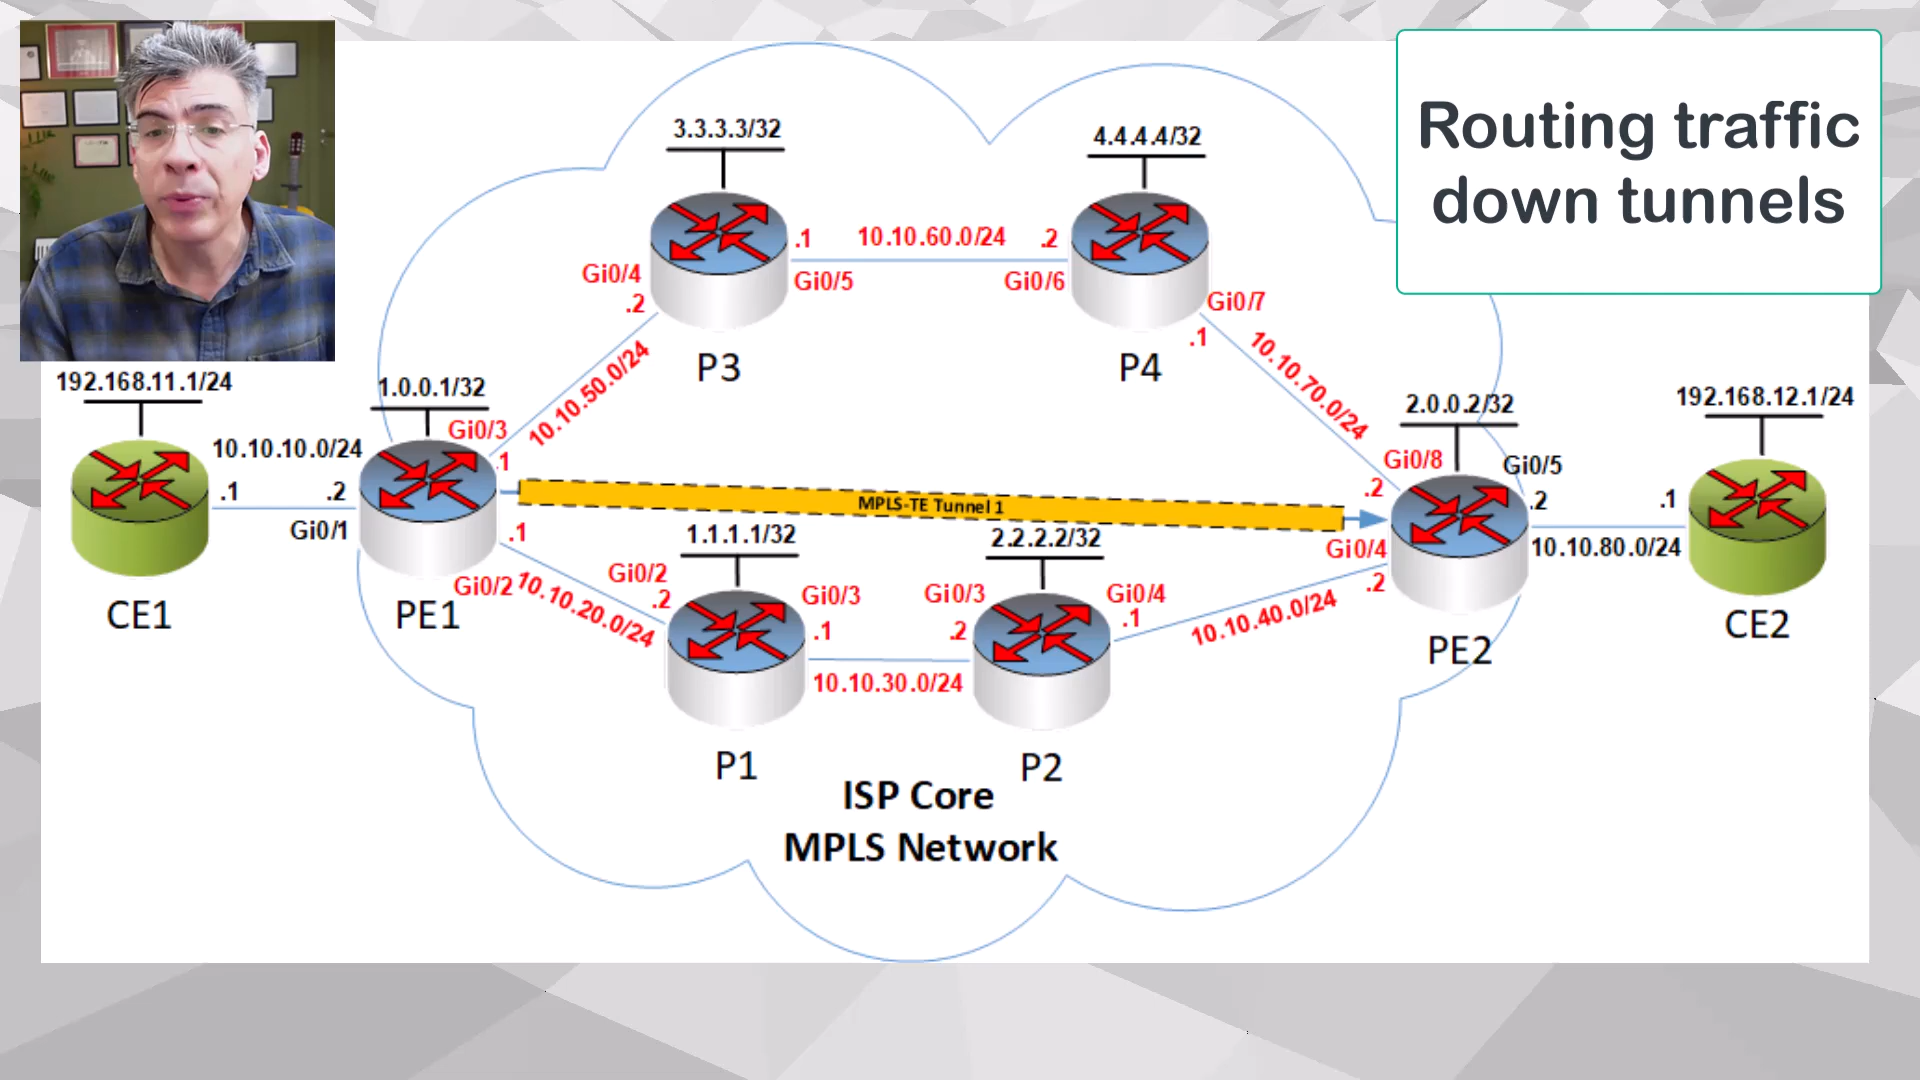 Routing traffic
down tunnels
3.3.3.3/32
4.4.4.4/32
.1
10.10.60.0/24
.2
Gi0/4
.2
Gi0/5
Gi0/6
Gi0/7
.1
P3
P4
10.10.50.0/24
10.10.70.0/24
192.168.11.1/24
1.0.0.1/32
2.0.0.2/32
192.168.12.1/24
10.10.10.0/24
Gi0/3
.1
Gi0/8
.2
Gi0/5
.2
.1
.2
.1
Gi0/1
MPLS-TE Tunnel 1
.1
1.1.1.1/32
2.2.2.2/32
Gi0/4
.2
10.10.80.0/24
Gi0/2
10.10.20.0/24
Gi0/2
.2
Gi0/3
.1
Gi0/3
.2
Gi0/4
.1
10.10.40.0/24
CE1
PE1
PE2
CE2
10.10.30.0/24
P1
P2
ISP Core
MPLS Network